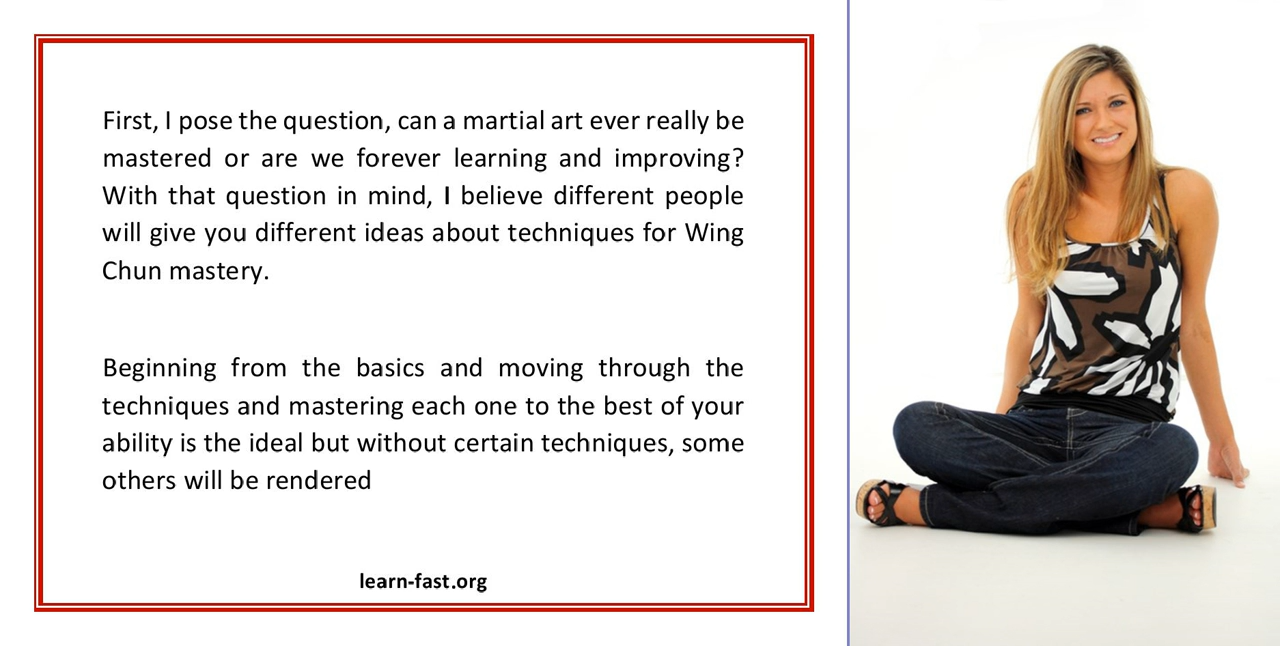 First, I pose the question, can a martial art ever really be
mastered or are we forever learning and improving?
With that question in mind, I believe different people
will give you different ideas about techniques for Wing
Chun mastery.
Beginning from the basics and moving through the
techniques and mastering each one to the best of your
ability is the ideal but without certain techniques, some
others will be rendered
learn-fast.org